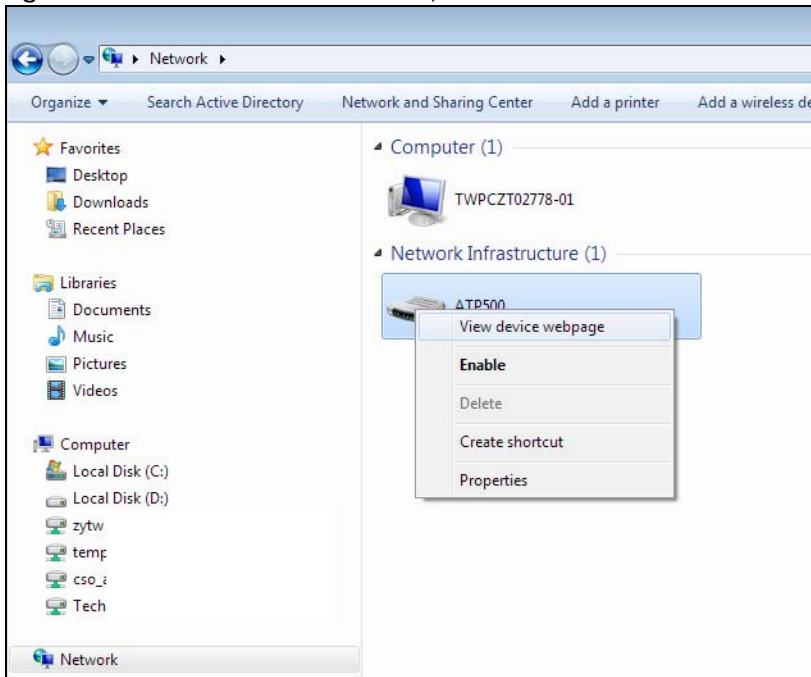 Network
Organize Search Active Directory Network and Sharing Center Add a printer Add a wireless
Favorites
Desktop
Downloads
Recent Places
Libraries
Documents
Music
Pictures
Videos
Computer
Local Disk (C:)
Local Disk (D:)
zytw
temp
Tech
Network
Computer (1)
TWPCZT02778-01
Network Infrastructure (1)
ATP500
View device webpage
Enable
Delete
Create shortcut
Properties